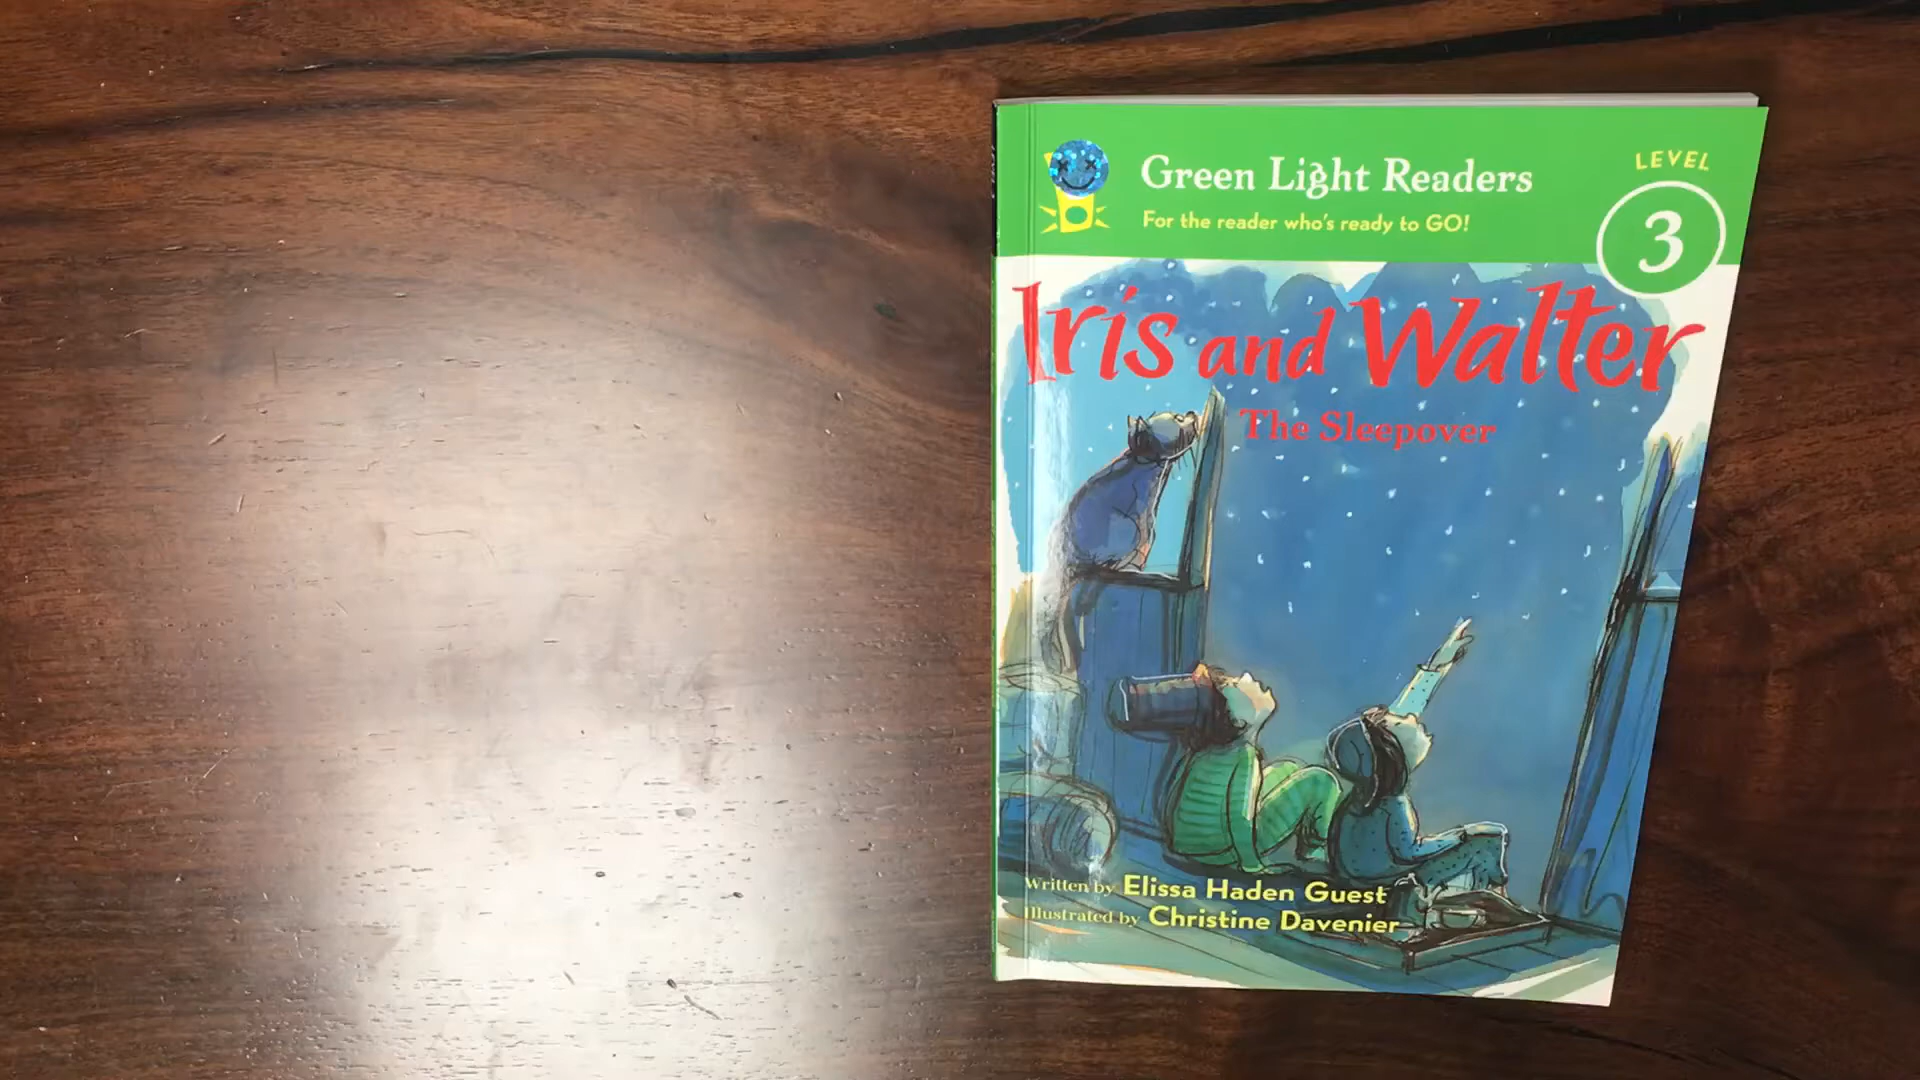 Green Light Readers
For the reader who's ready to GO!
LEVEL
3
Iris and Walter
The Sleepover
Written by Elissa Haden Guest
Illustrated by Christine Davenier